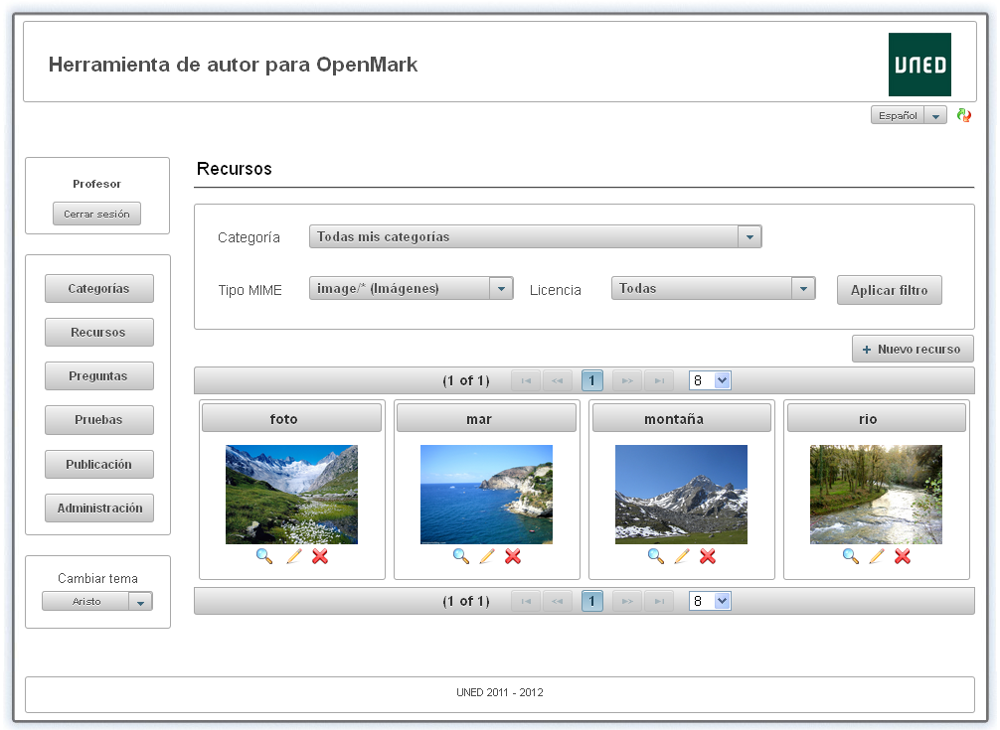 Herramienta de autor para OpenMark
UNED
Español
Profesor
Cerrar sesión
Categorías
Recursos
Preguntas
Pruebas
Publicación
Administración
Cambiar tema
Aristo
Recursos
Categoría Todas mis categorías
Tipo MIME image/* (Imágenes) Licencia Todas Aplicar filtro
+ Nuevo recurso
(1 of 1) 1 8
foto mar montaña rio
(1 of 1) 1 8
UNED 2011 - 2012